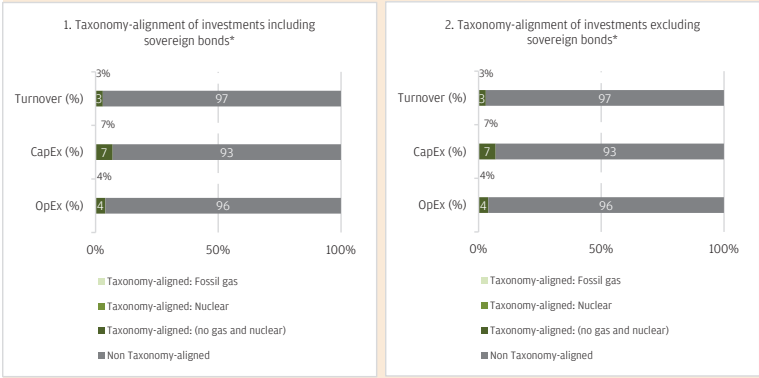 1. Taxonomy-alignment of investments including
sovereign bonds*
3%
Turnover (%)
3
97
7%
CapEx (%)
7
93
4%
OpEx (%)
4
96
0%
50%
100%
Taxonomy-aligned: Fossil gas
Taxonomy-aligned: Nuclear
Taxonomy-aligned: (no gas and nuclear)
Non Taxonomy-aligned
2. Taxonomy-alignment of investments excluding
sovereign bonds*
3%
Turnover (%)
3
97
7%
CapEx (%)
7
93
4%
OpEx (%)
4
96
0%
50%
100%
Taxonomy-aligned: Fossil gas
Taxonomy-aligned: Nuclear
Taxonomy-aligned: (no gas and nuclear)
Non Taxonomy-aligned